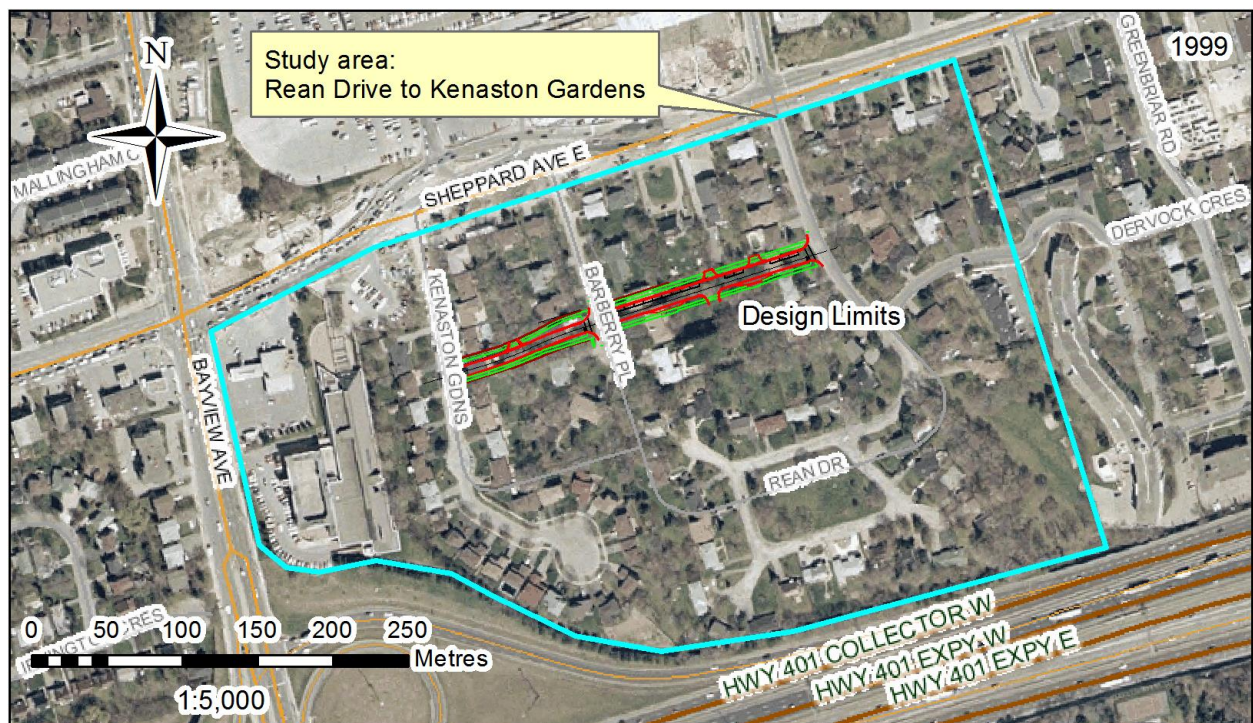 1999
Study area:
Rean Drive to Kenaston Gardens
N
GREENBRIAR RD
SHEPPARD AVE E
DERVOCK CRES
KENASTON GDNS
BARBERRY PL
Design Limits
BAYVIEW AVE
REAN DR
HWY 401 COLLECTOR W
HWY 401 EXPY W
HWY 401 EXPY E
0 50 100 150 200 250
Metres
1:5,000